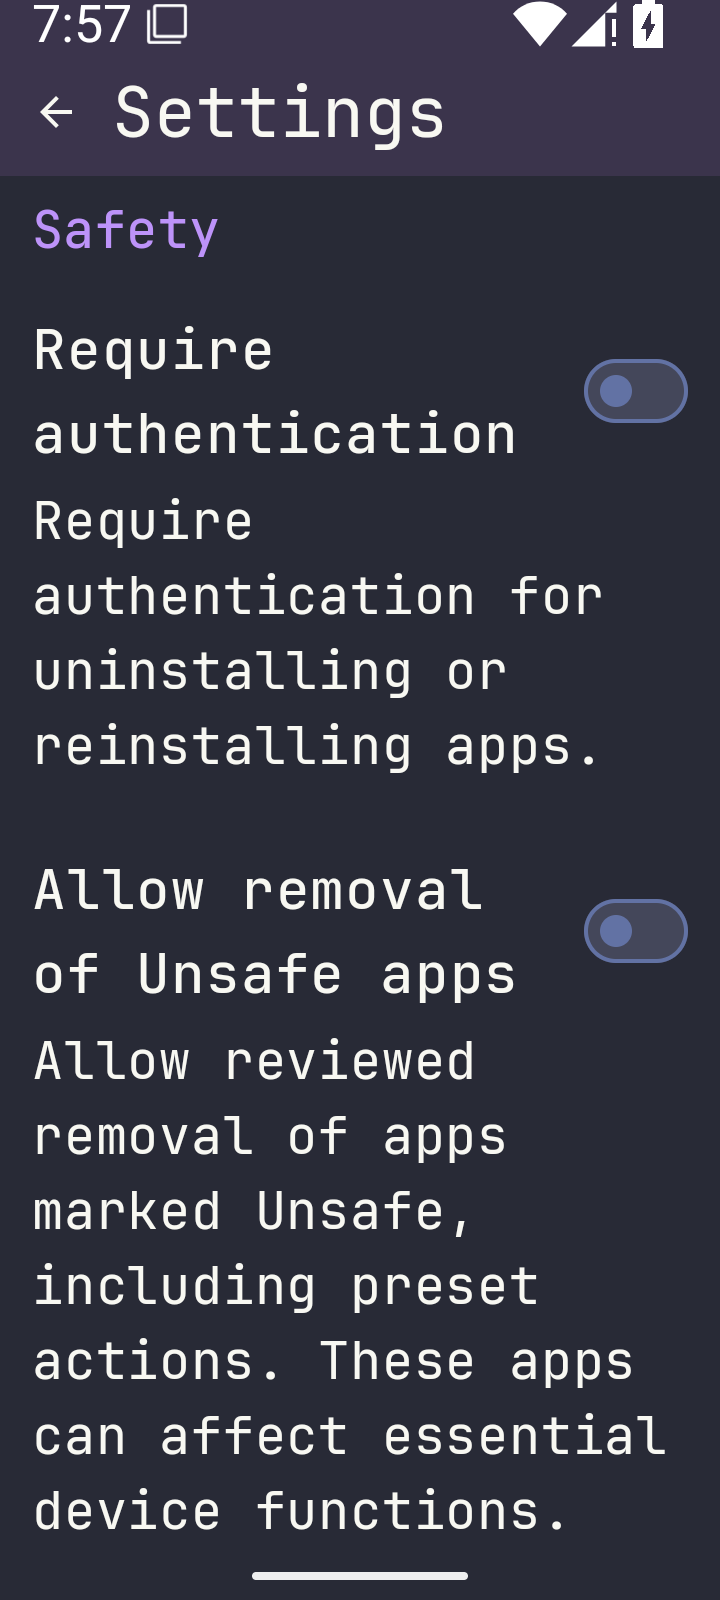 7:57
Settings
Safety
Require
authentication
Require
authentication for
uninstalling or
reinstalling apps.
Allow removal
of Unsafe apps
Allow reviewed
removal of apps
marked Unsafe,
including preset
actions. These apps
can affect essential
device functions.